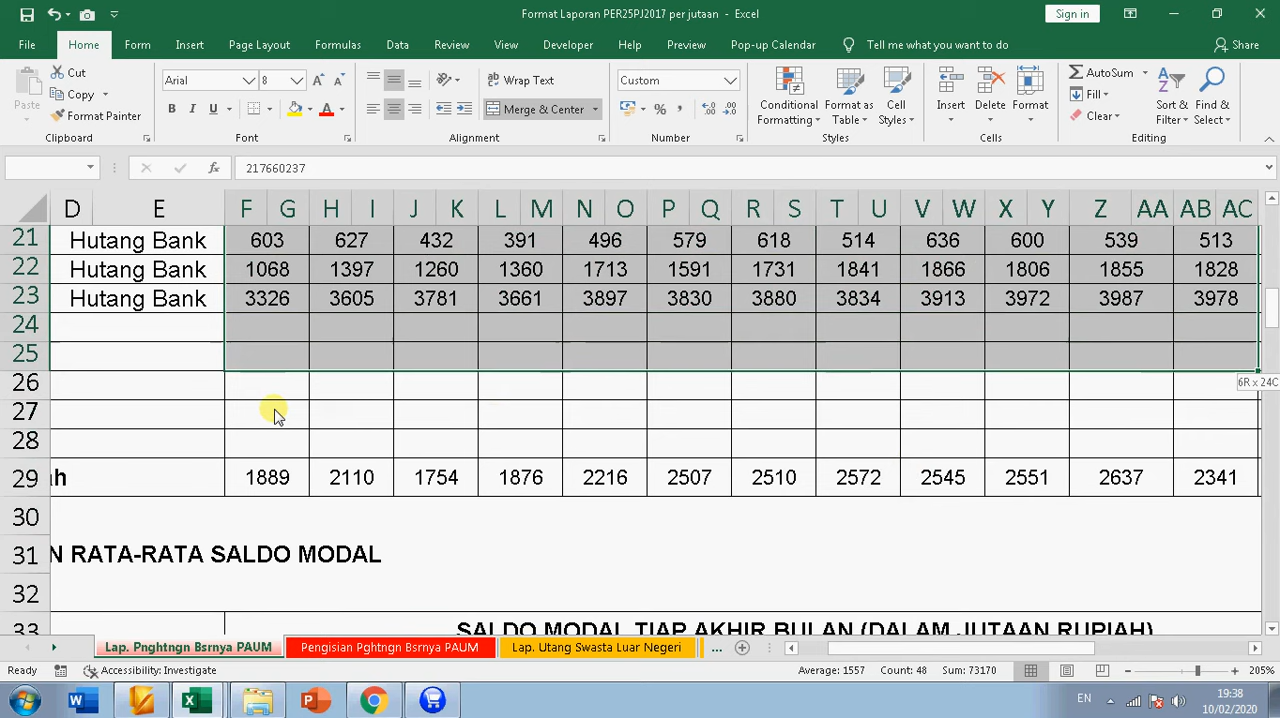 Format Laporan PER25PJ2017 per jutaan - Excel
Sign in
File Home Form Insert Page Layout Formulas Data Review View Developer Help Preview Pop-up Calendar Tell me what you want to do Share
Paste
Cut
Copy
Format Painter
Clipboard
Arial 8
B I U A
Font
Wrap Text
Merge & Center
Alignment
Custom
Number
Conditional Formatting
Format as Table
Cell Styles
Styles
Insert
Delete
Format
Cells
AutoSum
Fill
Clear
Sort & Filter
Find & Select
Editing
fx 217660237
D E F G H I J K L M N O P Q R S T U V W X Y Z AA AB AC
21 Hutang Bank 603 627 432 391 496 579 618 514 636 600 539 513
22 Hutang Bank 1068 1397 1260 1360 1713 1591 1731 1841 1866 1806 1855 1828
23 Hutang Bank 3326 3605 3781 3661 3897 3830 3880 3834 3913 3972 3987 3978
24
25
26 6R x 24C
27
28
29 ah 1889 2110 1754 1876 2216 2507 2510 2572 2545 2551 2637 2341
30
31 N RATA-RATA SALDO MODAL
32
33 SALDO MODAL TIAP AKHIR BULAN (DALAM JUTAAN RUPIAH)
Lap. Pnghtngn Bsrnya PAUM Pengisian Pghtngn Bsrnya PAUM Lap. Utang Swasta Luar Negeri ...
Ready Accessibility: Investigate Average: 1557 Count: 48 Sum: 73170 205%
EN 19:38
10/02/2020